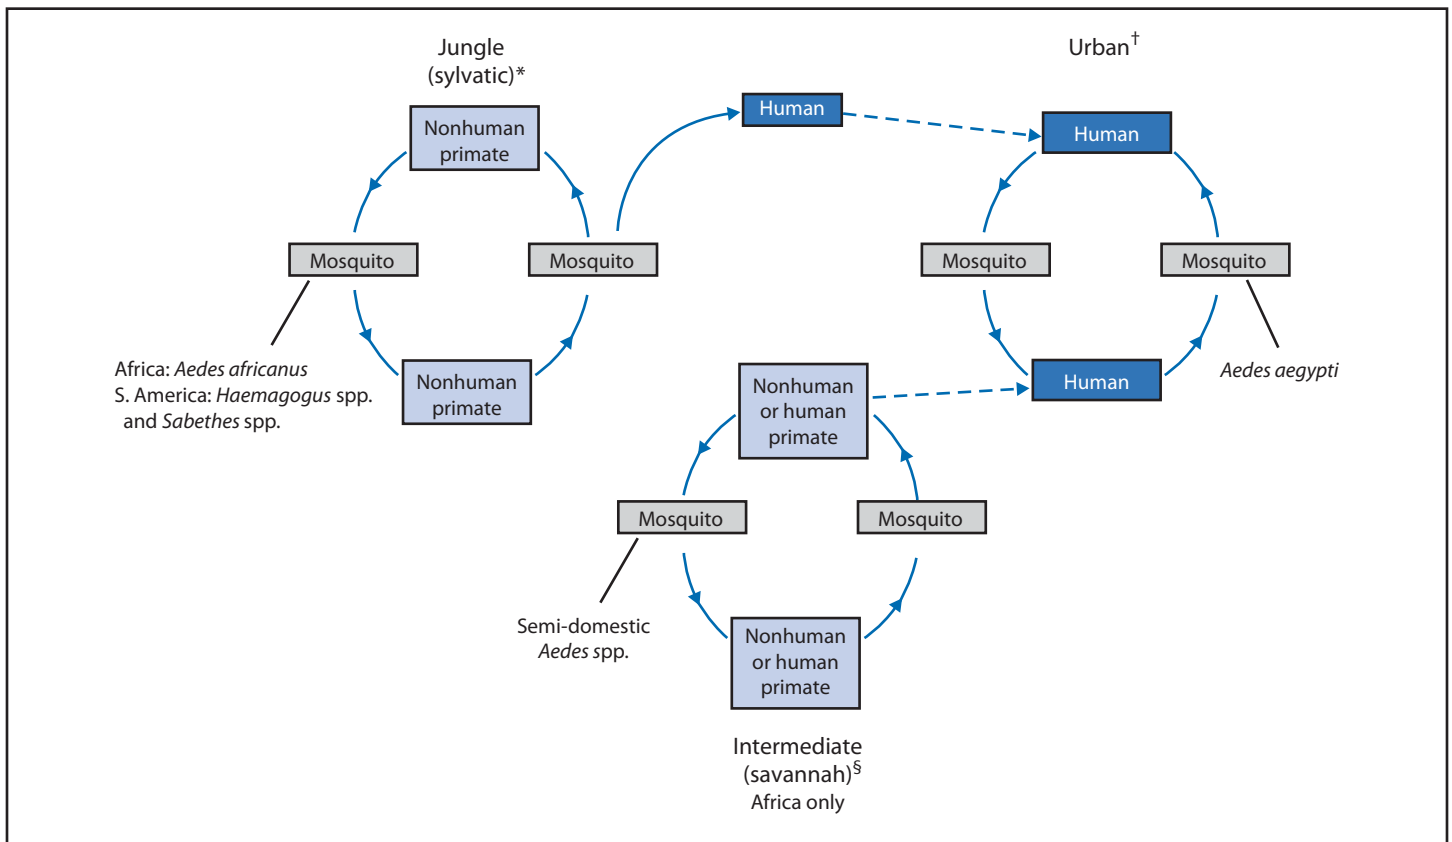 Jungle
(sylvatic)*
Nonhuman
primate
Mosquito
Mosquito
Africa: Aedes africanus
S. America: Haemagogus spp.
and Sabethes spp.
Nonhuman
primate
Human
Urban†
Human
Mosquito
Mosquito
Human
Aedes aegypti
Nonhuman
or human
primate
Mosquito
Mosquito
Semi-domestic
Aedes spp.
Nonhuman
or human
primate
Intermediate
(savannah)§
Africa only